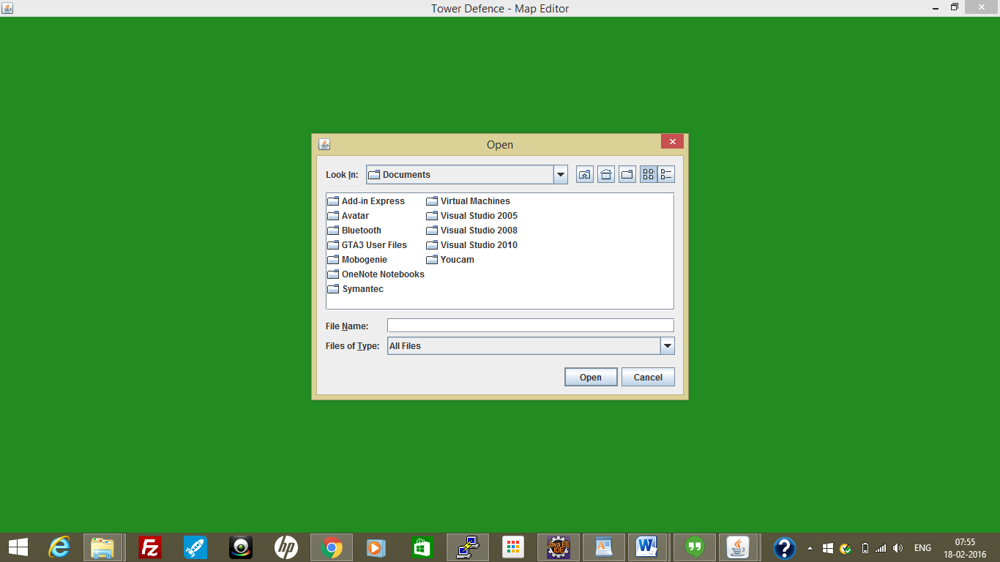 Tower Defence - Map Editor
Open
Look In: Documents
Add-in Express
Avatar
Bluetooth
GTA3 User Files
Mobogenie
OneNote Notebooks
Symantec
Virtual Machines
Visual Studio 2005
Visual Studio 2008
Visual Studio 2010
Youcam
File Name:
Files of Type: All Files
Open Cancel
Fz
hp
Java EE
IDE
A
W
?
ENG
07:55
18-02-2016